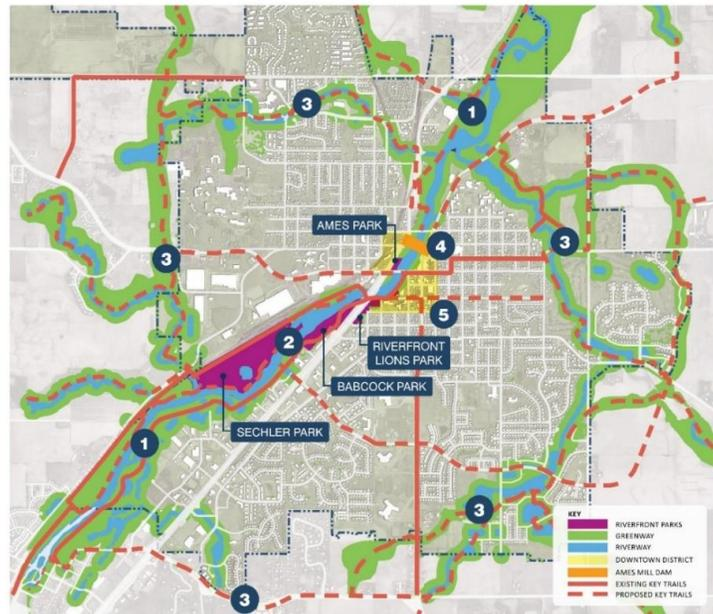 3
1
AMES PARK
4
3
3
5
2
RIVERFRONT
LIONS PARK
BABCOCK PARK
SECHLER PARK
1
3
3
KEY
RIVERFRONT PARKS
GREENWAY
RIVERWAY
DOWNTOWN DISTRICT
AMES MILL DAM
EXISTING KEY TRAILS
PROPOSED KEY TRAILS